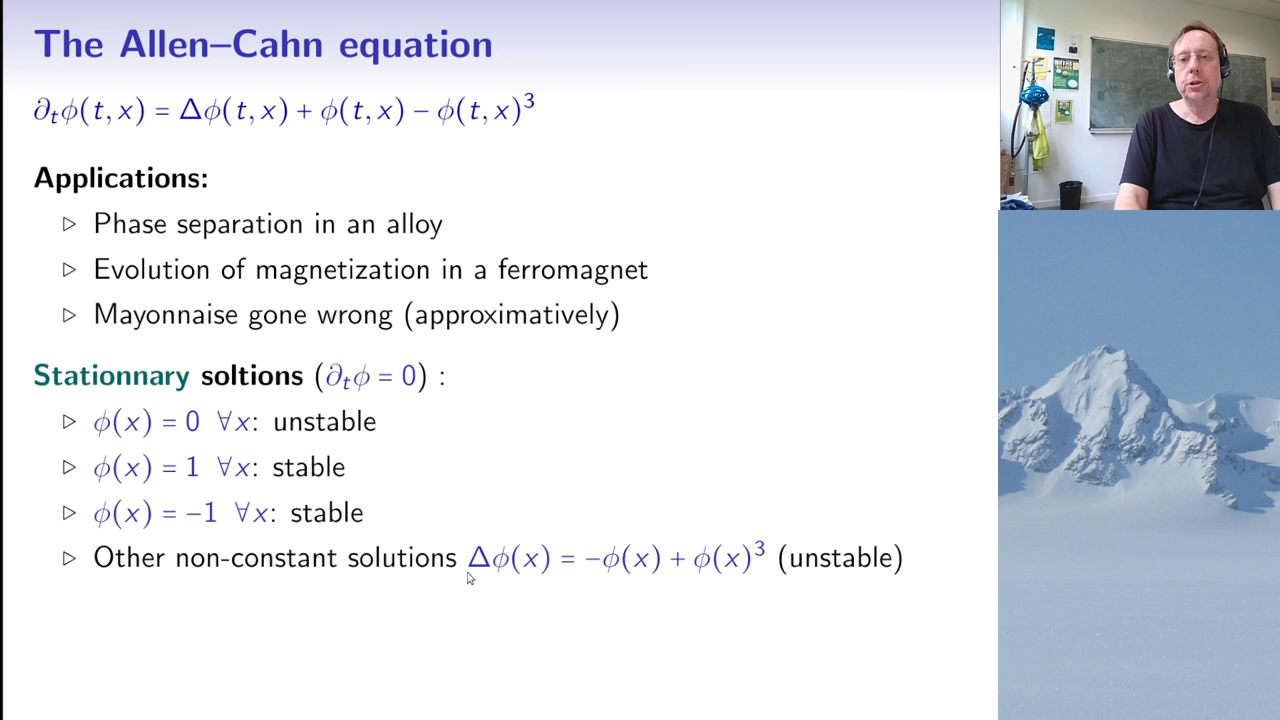 The Allen–Cahn equation
∂ₜϕ(t, x) = Δϕ(t, x) + ϕ(t, x) − ϕ(t, x)³
Applications:
▷ Phase separation in an alloy
▷ Evolution of magnetization in a ferromagnet
▷ Mayonnaise gone wrong (approximatively)
Stationnary soltions (∂ₜϕ = 0) :
▷ ϕ(x) = 0 ∀x: unstable
▷ ϕ(x) = 1 ∀x: stable
▷ ϕ(x) = −1 ∀x: stable
▷ Other non-constant solutions Δϕ(x) = −ϕ(x) + ϕ(x)³ (unstable)